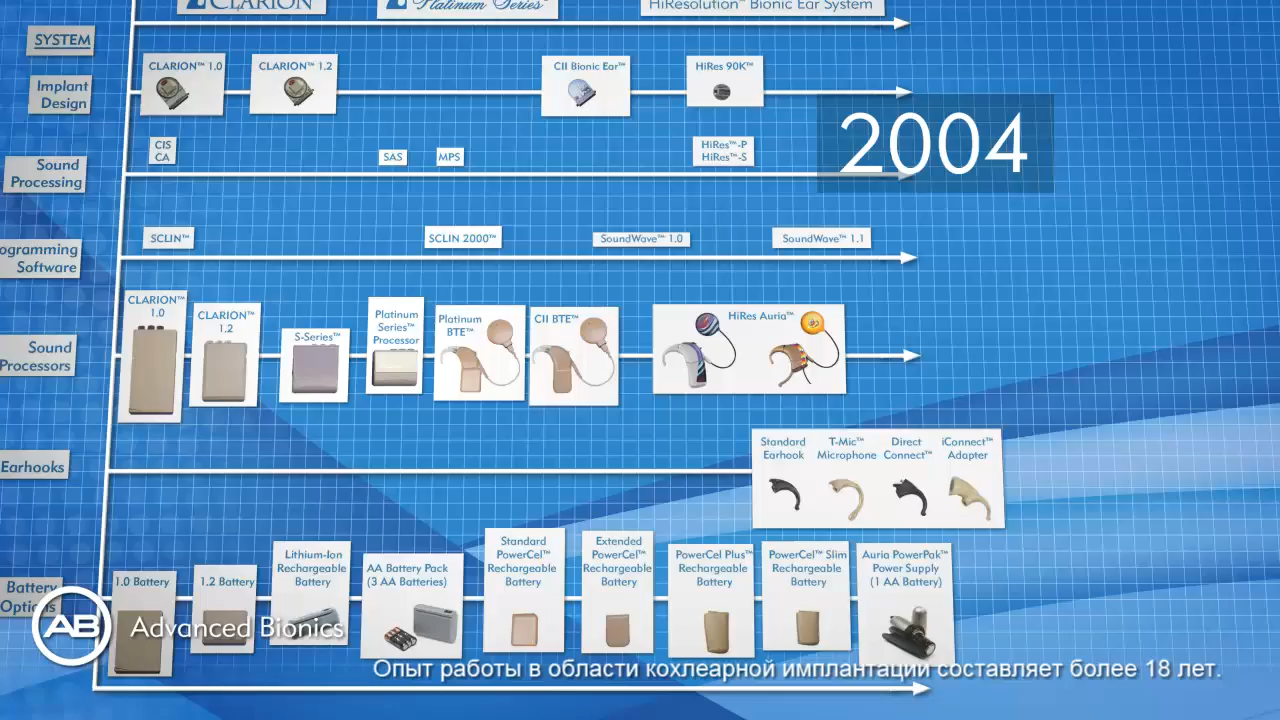 CLARION
Platinum Series™
HiResolution™ Bionic Ear System
SYSTEM
Implant
Design
CLARION™ 1.0
CLARION™ 1.2
CII Bionic Ear™
HiRes 90K™
2004
Sound
Processing
CIS
CA
SAS
MPS
HiRes™-P
HiRes™-S
ogramming
Software
SCLIN™
SCLIN 2000™
SoundWave™ 1.0
SoundWave™ 1.1
Sound
Processors
CLARION™
1.0
CLARION™
1.2
S-Series™
Platinum
Series™
Processor
Platinum
BTE™
CII BTE™
HiRes Auria™
Earhooks
Standard
Earhook
T-Mic™
Microphone
Direct
Connect™
iConnect™
Adapter
Battery
Options
1.0 Battery
1.2 Battery
Lithium-Ion
Rechargeable
Battery
AA Battery Pack
(3 AA Batteries)
Standard
PowerCel™
Rechargeable
Battery
Extended
PowerCel™
Rechargeable
Battery
PowerCel Plus™
Rechargeable
Battery
PowerCel™ Slim
Rechargeable
Battery
Auria PowerPak™
Power Supply
(1 AA Battery)
AB Advanced Bionics
Опыт работы в области кохлеарной имплантации составляет более 18 лет.